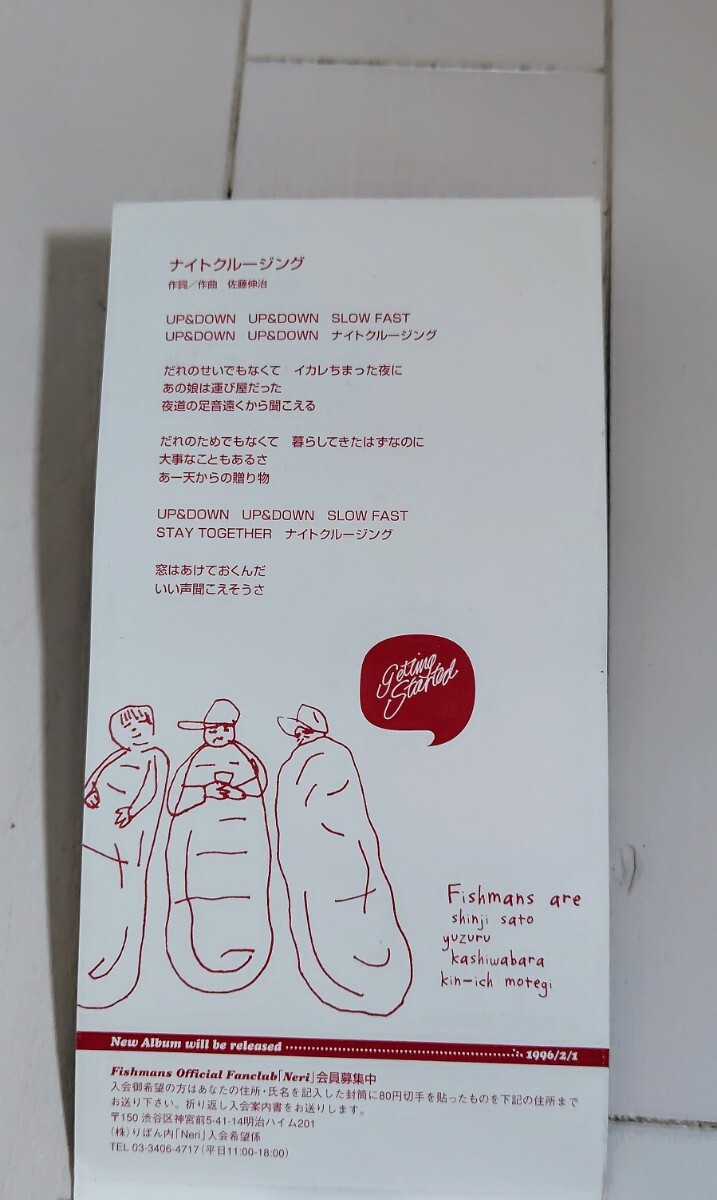 ナイトクルージング
作詞／作曲　佐藤伸治
UP&DOWN　UP&DOWN　SLOW FAST
UP&DOWN　UP&DOWN　ナイトクルージング
だれのせいでもなくて　イカレちまった夜に
あの娘は運び屋だった
夜道の足音遠くから聞こえる
だれのためでもなくて　暮らしてきたはずなのに
大事なこともあるさ
あー天からの贈り物
UP&DOWN　UP&DOWN　SLOW FAST
STAY TOGETHER　ナイトクルージング
窓はあけておくんだ
いい声聞こえそうさ
getting
started
Fishmans are
shinji sato
yuzuru
kashiwabara
kin-ich motegi
New Album will be released 1996/2/1
Fishmans Official Fanclub「Neri」会員募集中
入会御希望の方はあなたの住所・氏名を記入した封筒に80円切手を貼ったものを下記の住所まで
お送り下さい。折り返し入会案内書をお送りします。
〒150 渋谷区神宮前5-41-14明治ハイム201
（株）りぼん内「Neri」入会希望係
TEL 03-3406-4717（平日11:00-18:00）